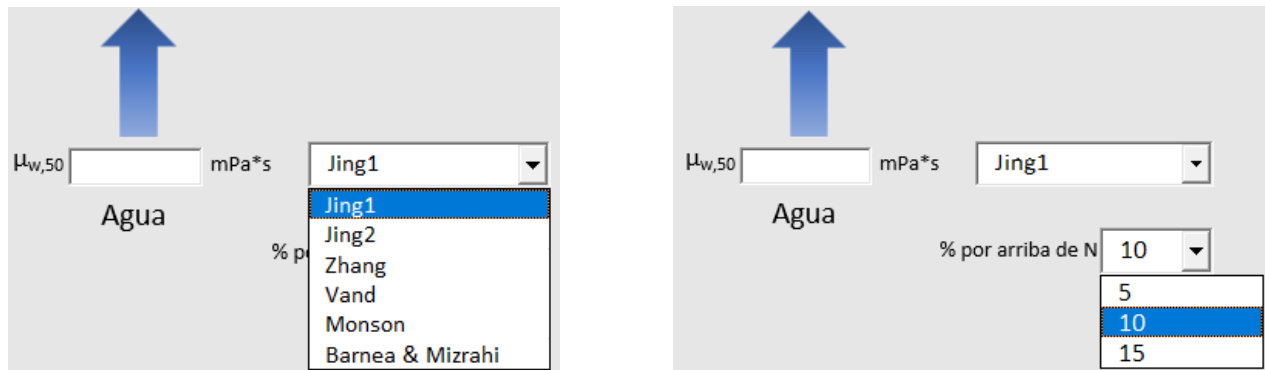 μw,50 mPa*s Jing1
Jing1
Agua
Jing2
% po
Zhang
Vand
Monson
Barnea & Mizrahi
μw,50 mPa*s Jing1
Agua
% por arriba de N 10
5
10
15